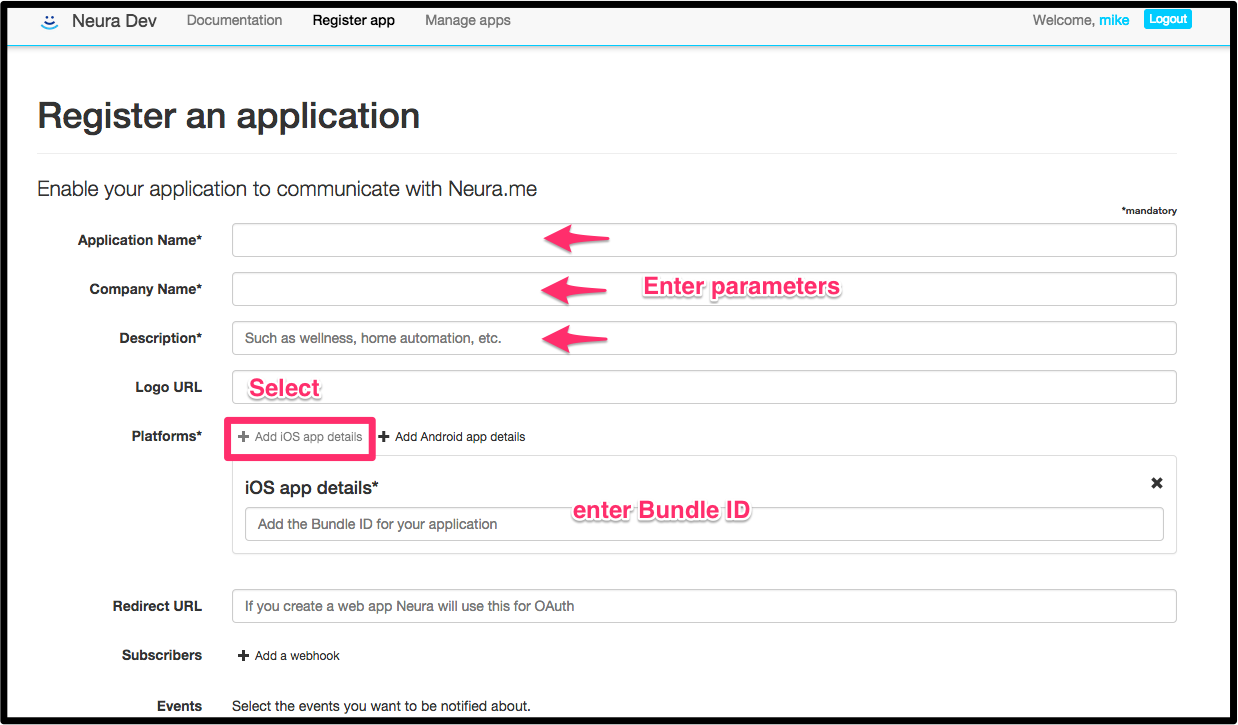 Neura Dev Documentation Register app Manage apps Welcome, mike Logout
Register an application
Enable your application to communicate with Neura.me
*mandatory
Application Name*
Company Name* Enter parameters
Description* Such as wellness, home automation, etc.
Logo URL Select
Platforms* + Add iOS app details + Add Android app details
iOS app details* ✖
enter Bundle ID
Add the Bundle ID for your application
Redirect URL If you create a web app Neura will use this for OAuth
Subscribers + Add a webhook
Events Select the events you want to be notified about.